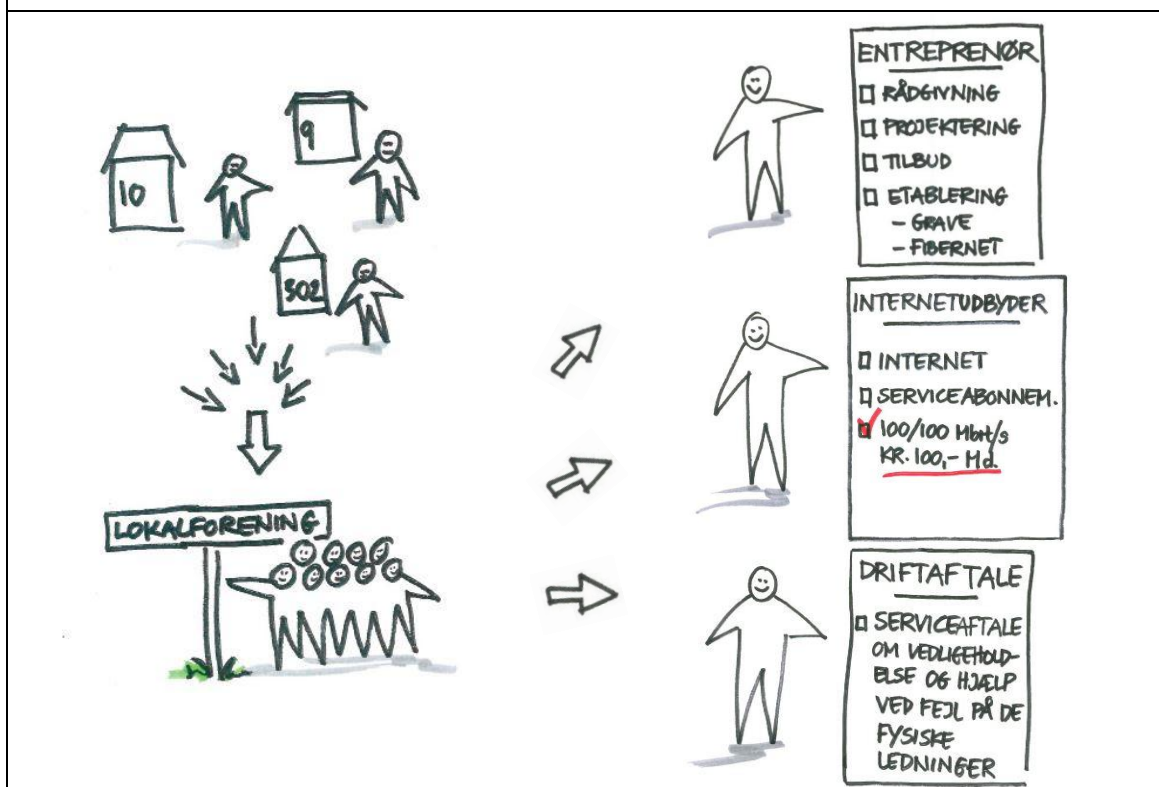 10
9
302
LOKALFORENING
ENTREPRENØR
RÅDGIVNING
PROJEKTERING
TILBUD
ETABLERING
- GRAVE
- FIBERNET
INTERNETUDBYDER
INTERNET
SERVICEABONNEM.
100/100 Mbit/s
KR. 100,- Md.
DRIFTAFTALE
SERVICEAFTALE
OM VEDLIGEHOLD-
ELSE OG HJÆLP
VED FEJL PÅ DE
FYSISKE
LEDNINGER